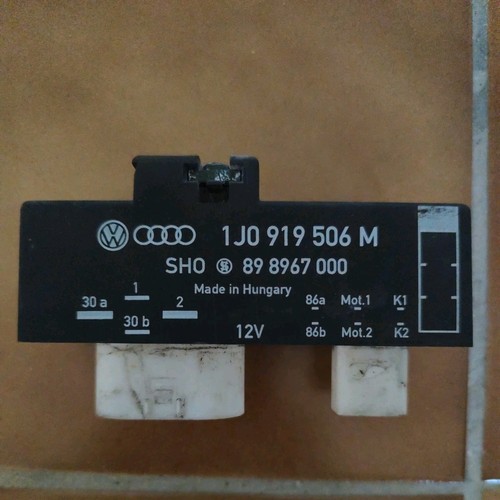 1J0 919 506 M
SHO S 89 8967 000
Made in Hungary
1
30 a 2
30 b
12V
86a Mot.1 K1
86b Mot.2 K2